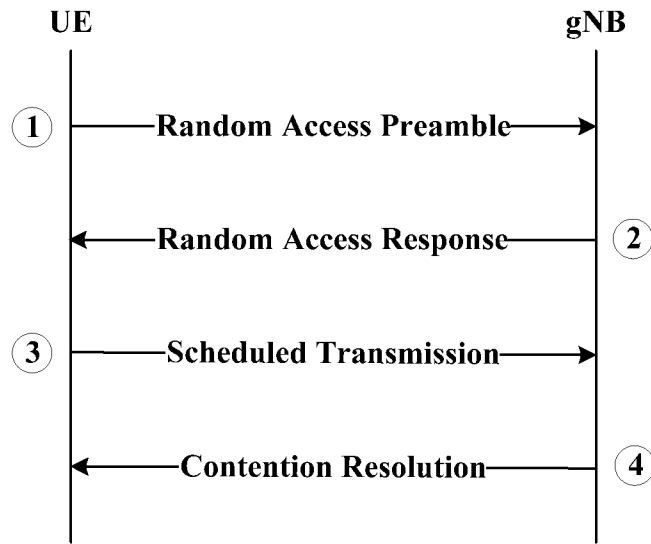 UE gNB
1 Random Access Preamble
Random Access Response 2
3 Scheduled Transmission
Contention Resolution 4